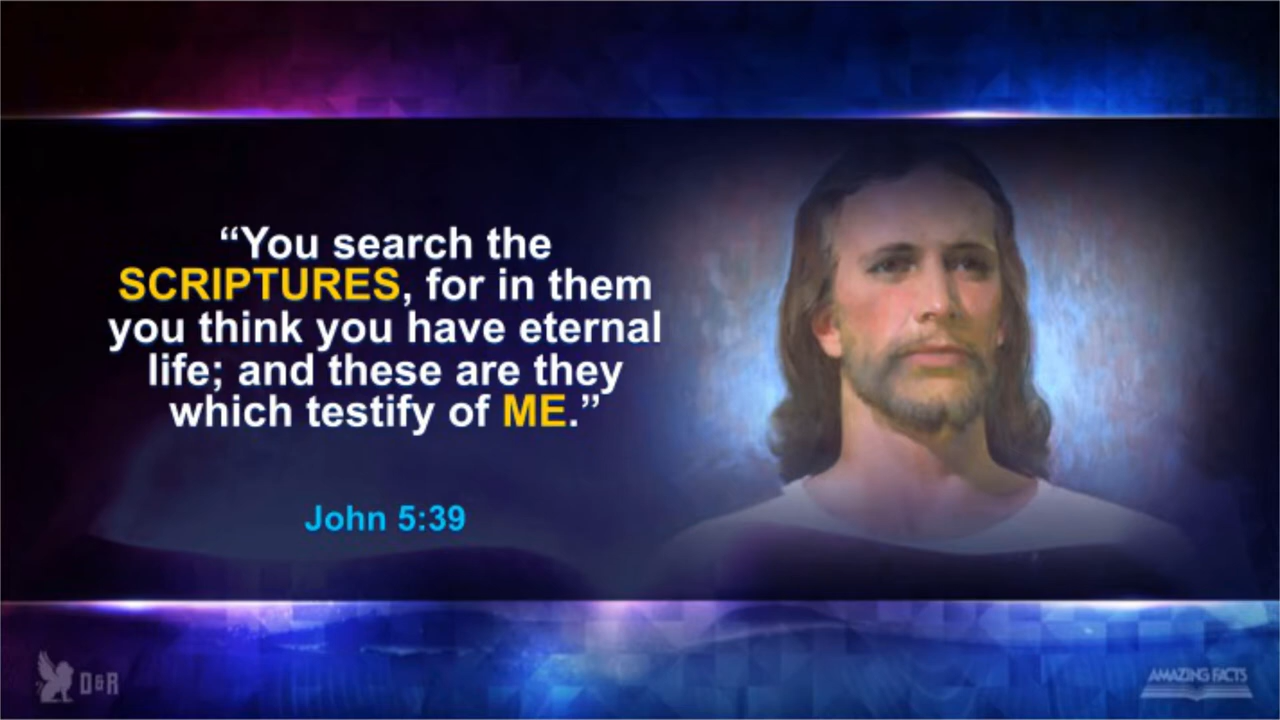 “You search the
SCRIPTURES, for in them
you think you have eternal
life; and these are they
which testify of ME.”
John 5:39
D&R
AMAZING FACTS